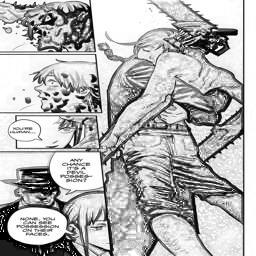 YOU'RE
HUMAN...
ANY
CHANCE
IT'S A
DEVIL
POSSES-
SION?
NONE. YOU
CAN SEE
POSSESSION
ON THEIR
FACES.